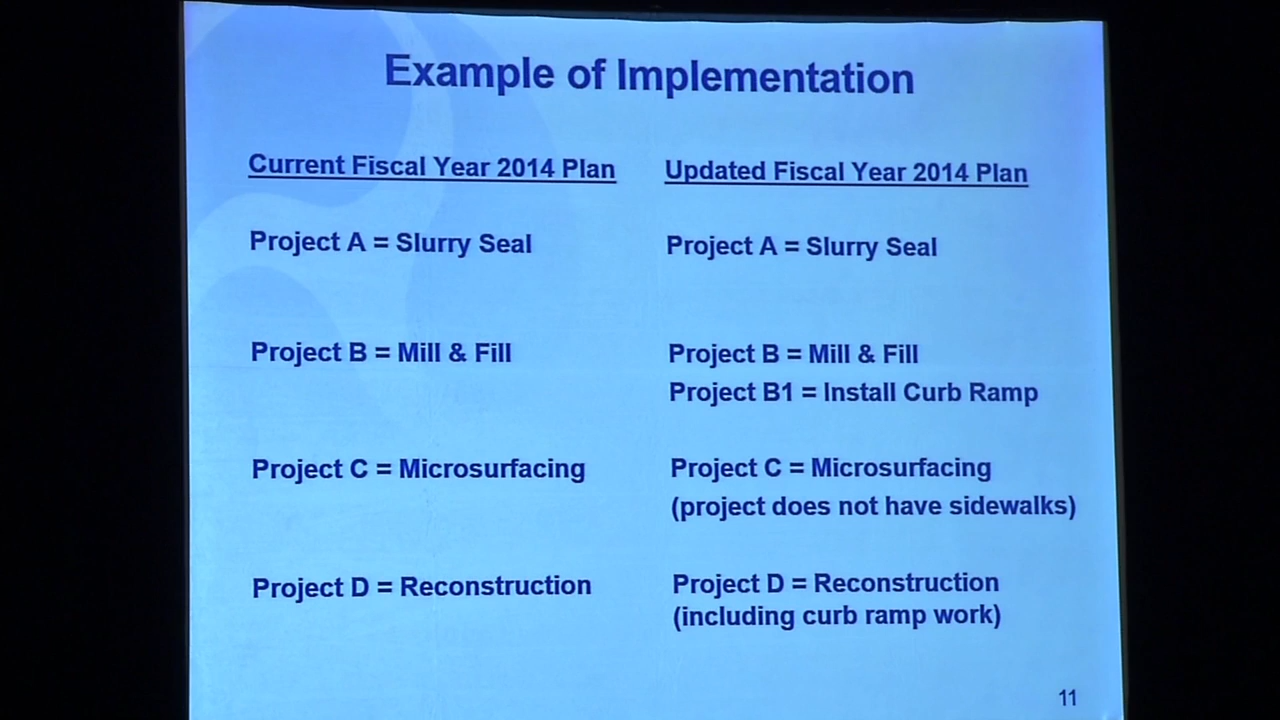 Example of Implementation
Current Fiscal Year 2014 Plan
Updated Fiscal Year 2014 Plan
Project A = Slurry Seal
Project A = Slurry Seal
Project B = Mill & Fill
Project B = Mill & Fill
Project B1 = Install Curb Ramp
Project C = Microsurfacing
Project C = Microsurfacing
(project does not have sidewalks)
Project D = Reconstruction
Project D = Reconstruction
(including curb ramp work)
11